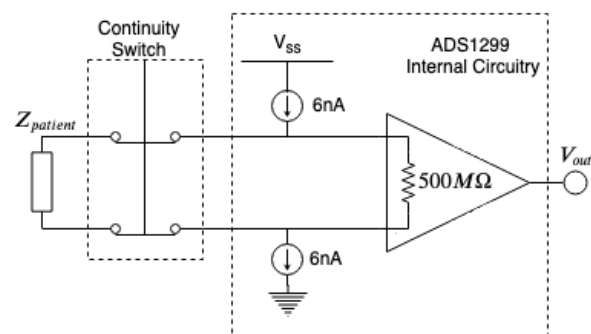 Continuity
Switch
V_SS
ADS1299
Internal Circuitry
6nA
Z_patient
500MΩ
V_out
6nA